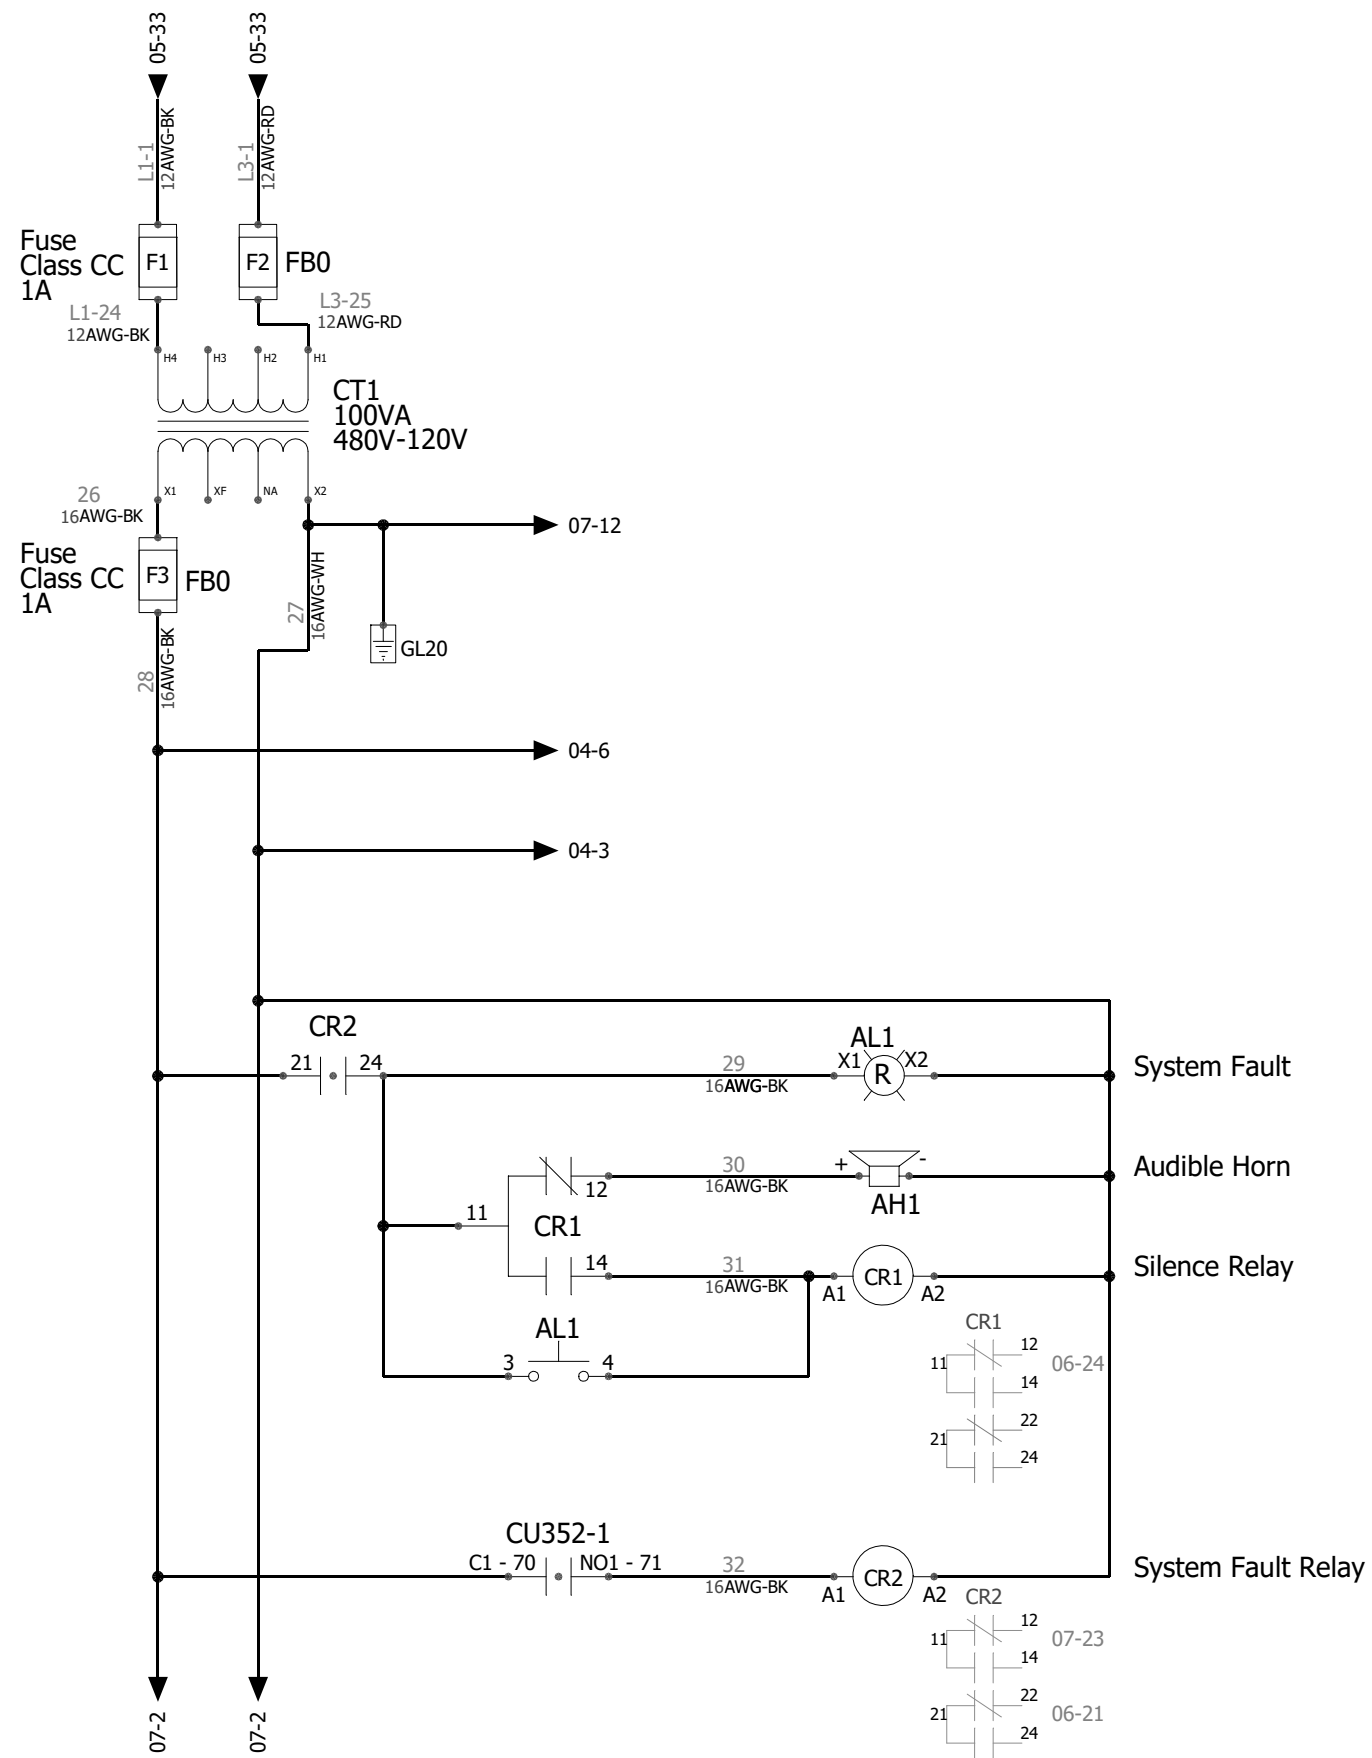 05-33
05-33
L1-1
12AWG-BK
L3-1
12AWG-RD
Fuse
Class CC
1A
F1
F2
FB0
L1-24
12AWG-BK
L3-25
12AWG-RD
H4
H3
H2
H1
CT1
100VA
480V-120V
X1
XF
NA
X2
26
16AWG-BK
07-12
Fuse
Class CC
1A
F3
FB0
27
16AWG-WH
GL20
28
16AWG-BK
04-6
04-3
CR2
21
24
29
16AWG-BK
AL1
X1
R
X2
System Fault
12
30
16AWG-BK
+
-
AH1
Audible Horn
11
CR1
14
31
16AWG-BK
A1
CR1
A2
Silence Relay
AL1
3
4
CR1
11
12
14
06-24
21
22
24
CU352-1
C1 - 70
NO1 - 71
32
16AWG-BK
A1
CR2
A2
System Fault Relay
CR2
11
12
14
07-23
21
22
24
06-21
07-2
07-2